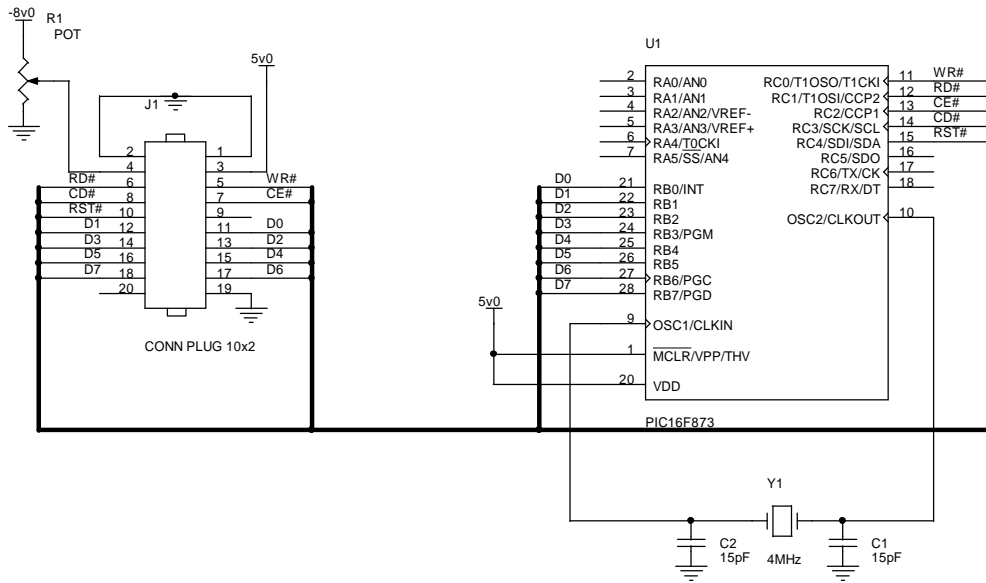 -8v0
R1
POT
5v0
J1
2 1
4 3
RD# 6 5 WR#
CD# 8 7 CE#
RST# 10 9
D1 12 11 D0
D3 14 13 D2
D5 16 15 D4
D7 18 17 D6
20 19
CONN PLUG 10x2
U1
2 RA0/AN0 RC0/T1OSO/T1CKI 11 WR#
3 RA1/AN1 RC1/T1OSI/CCP2 12 RD#
4 RA2/AN2/VREF- RC2/CCP1 13 CE#
5 RA3/AN3/VREF+ RC3/SCK/SCL 14 CD#
6 RA4/T0CKI RC4/SDI/SDA 15 RST#
7 RA5/SS/AN4 RC5/SDO 16
RC6/TX/CK 17
RC7/RX/DT 18
D0 21 RB0/INT
D1 22 RB1
D2 23 RB2
D3 24 RB3/PGM
D4 25 RB4
D5 26 RB5
D6 27 RB6/PGC
D7 28 RB7/PGD
OSC2/CLKOUT 10
5v0
9 OSC1/CLKIN
1 MCLR/VPP/THV
20 VDD
PIC16F873
Y1
4MHz
C2
15pF
C1
15pF